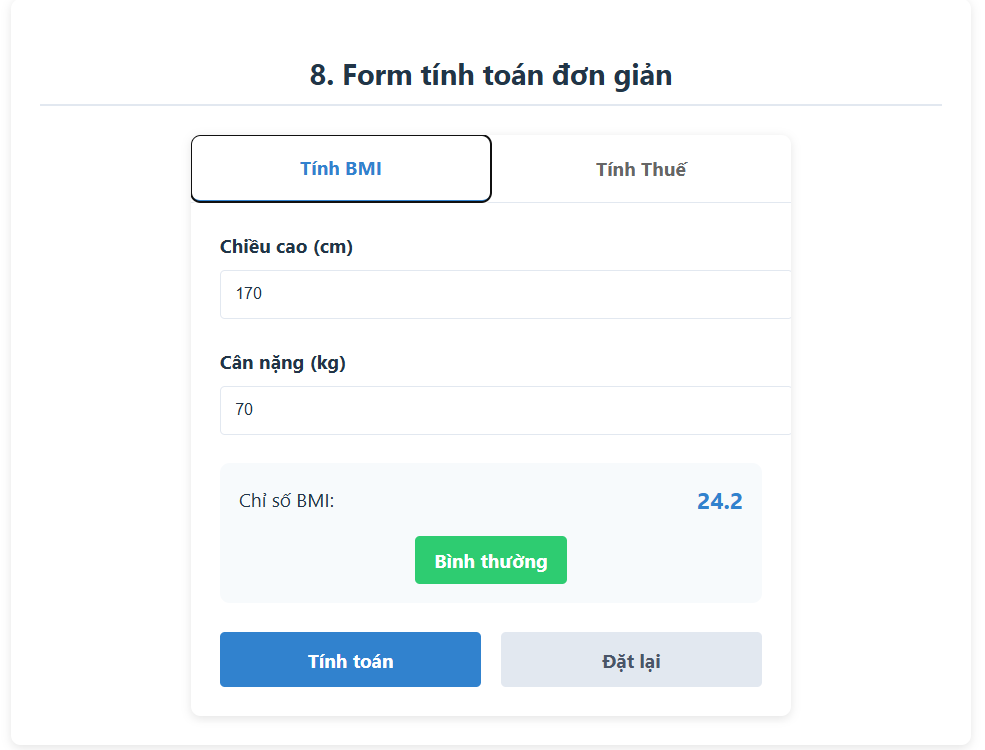 8. Form tính toán đơn giản
Tính BMI
Tính Thuế
Chiều cao (cm)
170
Cân nặng (kg)
70
Chỉ số BMI:
24.2
Bình thường
Tính toán
Đặt lại